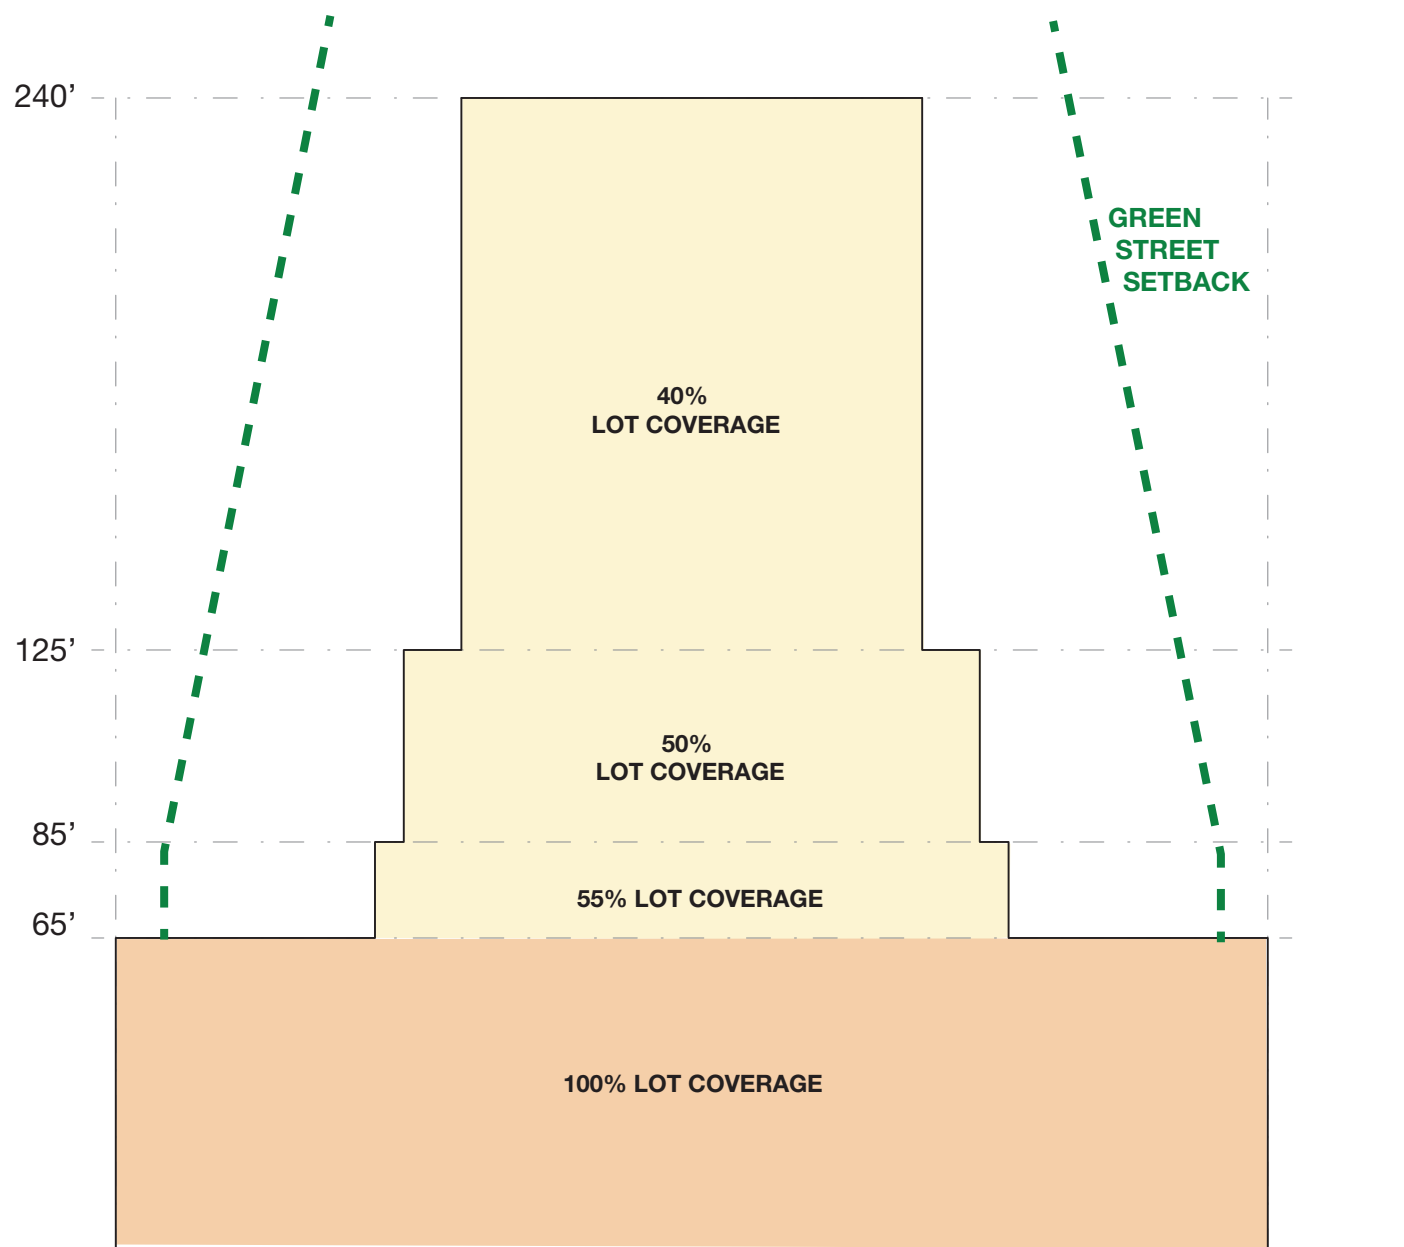 240’
GREEN
STREET
SETBACK
40%
LOT COVERAGE
125’
50%
LOT COVERAGE
85’
55% LOT COVERAGE
65’
100% LOT COVERAGE